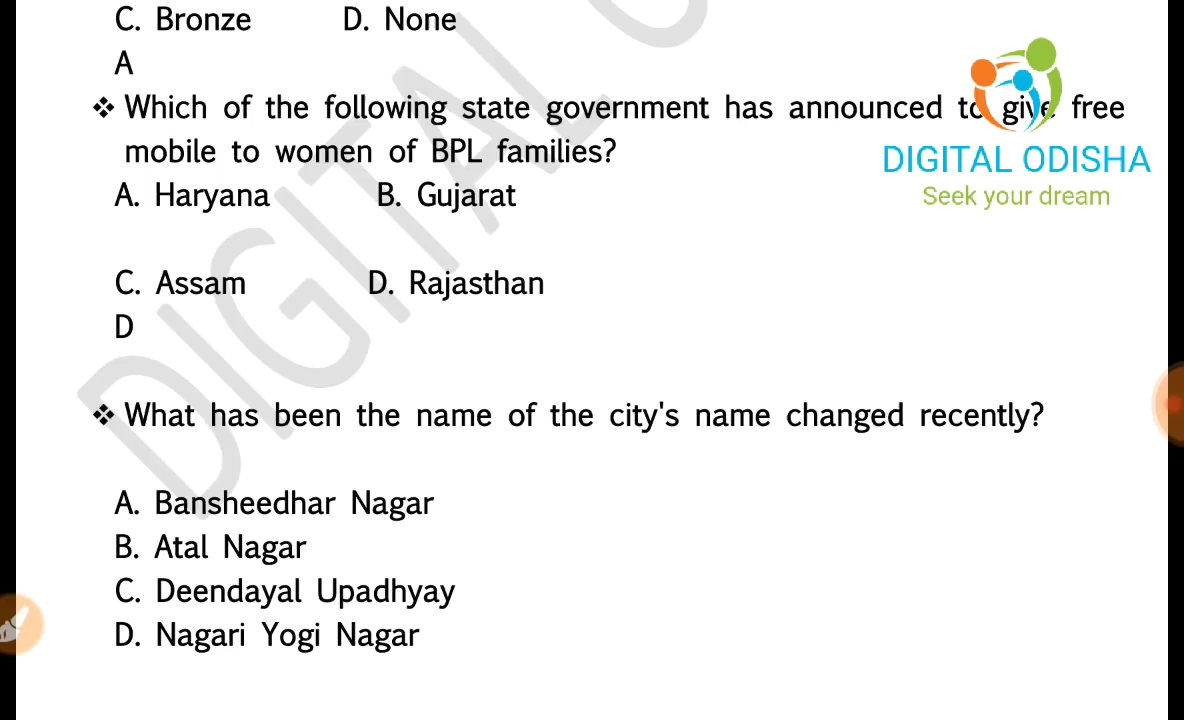 C. Bronze D. None
A
❖ Which of the following state government has announced to give free
mobile to women of BPL families?
DIGITAL ODISHA
A. Haryana B. Gujarat
Seek your dream
C. Assam D. Rajasthan
D
❖ What has been the name of the city's name changed recently?
A. Bansheedhar Nagar
B. Atal Nagar
C. Deendayal Upadhyay
D. Nagari Yogi Nagar
DIGITAL